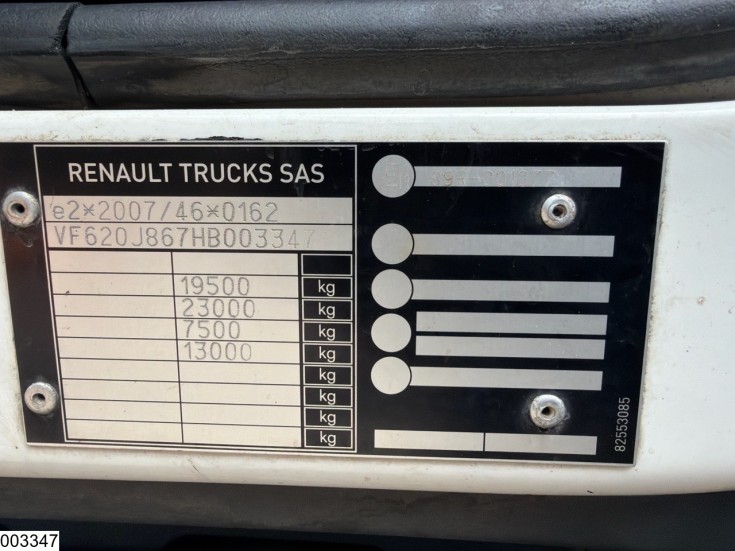 RENAULT TRUCKS SAS
e2*2007/46*0162
VF620J867HB003347
19500 kg
23000 kg
7500 kg
13000 kg
kg
kg
kg
kg
82553085
003347